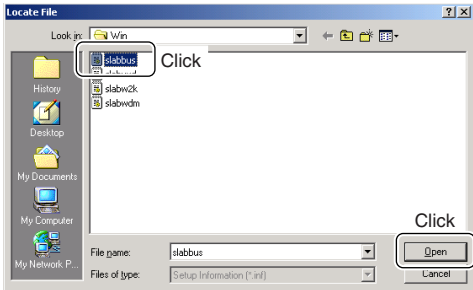 Locate File
Look in:
Win
slabbus
Click
slabw2k
slabwdm
History
Desktop
My Documents
My Computer
My Network P...
Click
File name:
slabbus
Open
Files of type:
Setup Information (*.inf)
Cancel